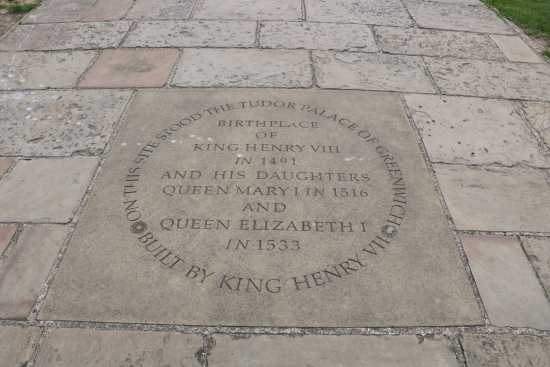 ON THIS SITE STOOD THE TUDOR PALACE OF GREENWICH
BUILT BY KING HENRY VII
BIRTHPLACE
OF
KING HENRY VIII
IN 1491
AND HIS DAUGHTERS
QUEEN MARY I IN 1516
AND
QUEEN ELIZABETH I
IN 1533